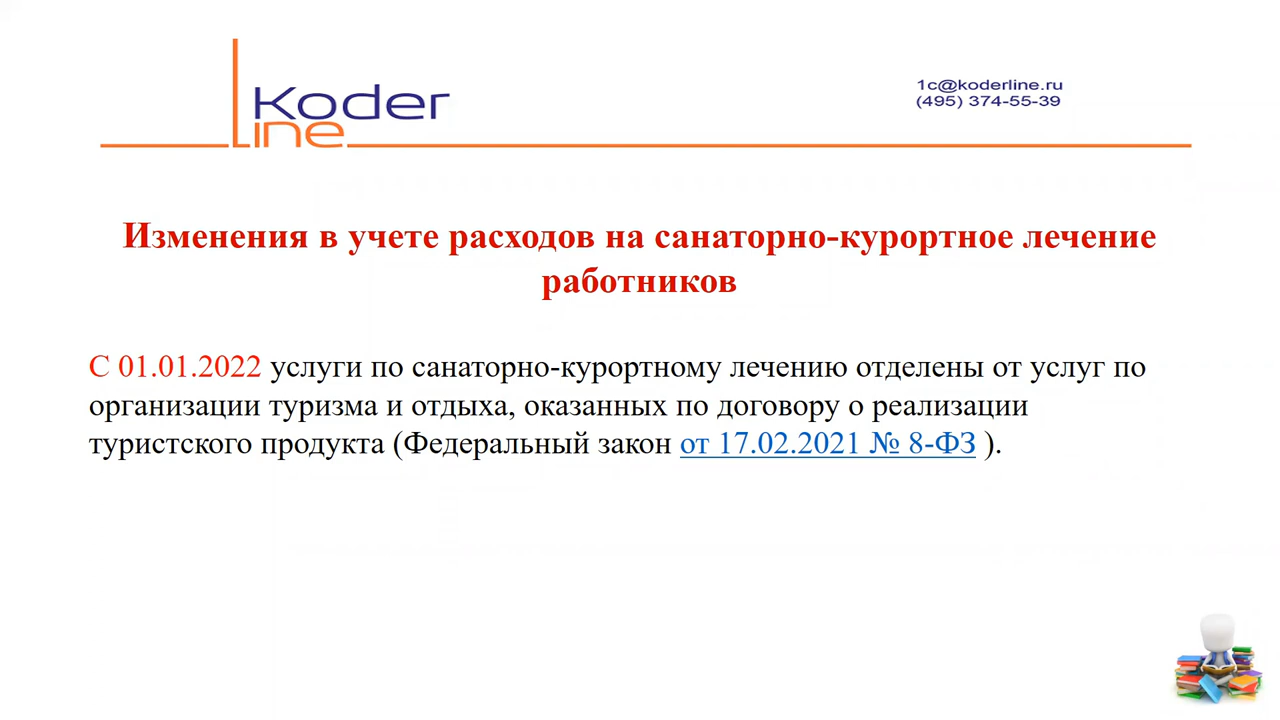 Koder
Line
1c@koderline.ru
(495) 374-55-39
Изменения в учете расходов на санаторно-курортное лечение
работников
С 01.01.2022 услуги по санаторно-курортному лечению отделены от услуг по
организации туризма и отдыха, оказанных по договору о реализации
туристского продукта (Федеральный закон от 17.02.2021 № 8-ФЗ ).